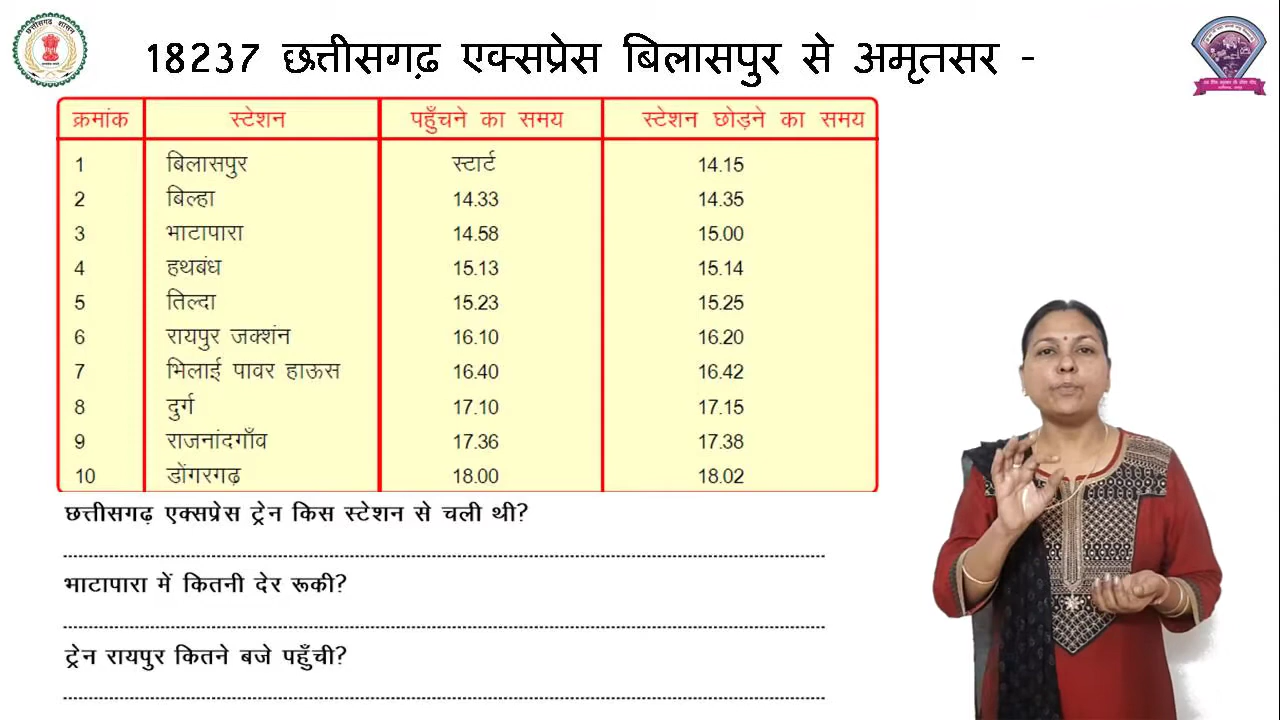 छत्तीसगढ़ शासन
18237 छत्तीसगढ़ एक्सप्रेस बिलासपुर से अमृतसर -
क्रमांक स्टेशन पहुँचने का समय स्टेशन छोड़ने का समय
1 बिलासपुर स्टार्ट 14.15
2 बिल्हा 14.33 14.35
3 भाटापारा 14.58 15.00
4 हथबंध 15.13 15.14
5 तिल्दा 15.23 15.25
6 रायपुर जक्शंन 16.10 16.20
7 भिलाई पावर हाऊस 16.40 16.42
8 दुर्ग 17.10 17.15
9 राजनांदगाँव 17.36 17.38
10 डोंगरगढ़ 18.00 18.02
छत्तीसगढ़ एक्सप्रेस ट्रेन किस स्टेशन से चली थी?
भाटापारा में कितनी देर रूकी?
ट्रेन रायपुर कितने बजे पहुँची?